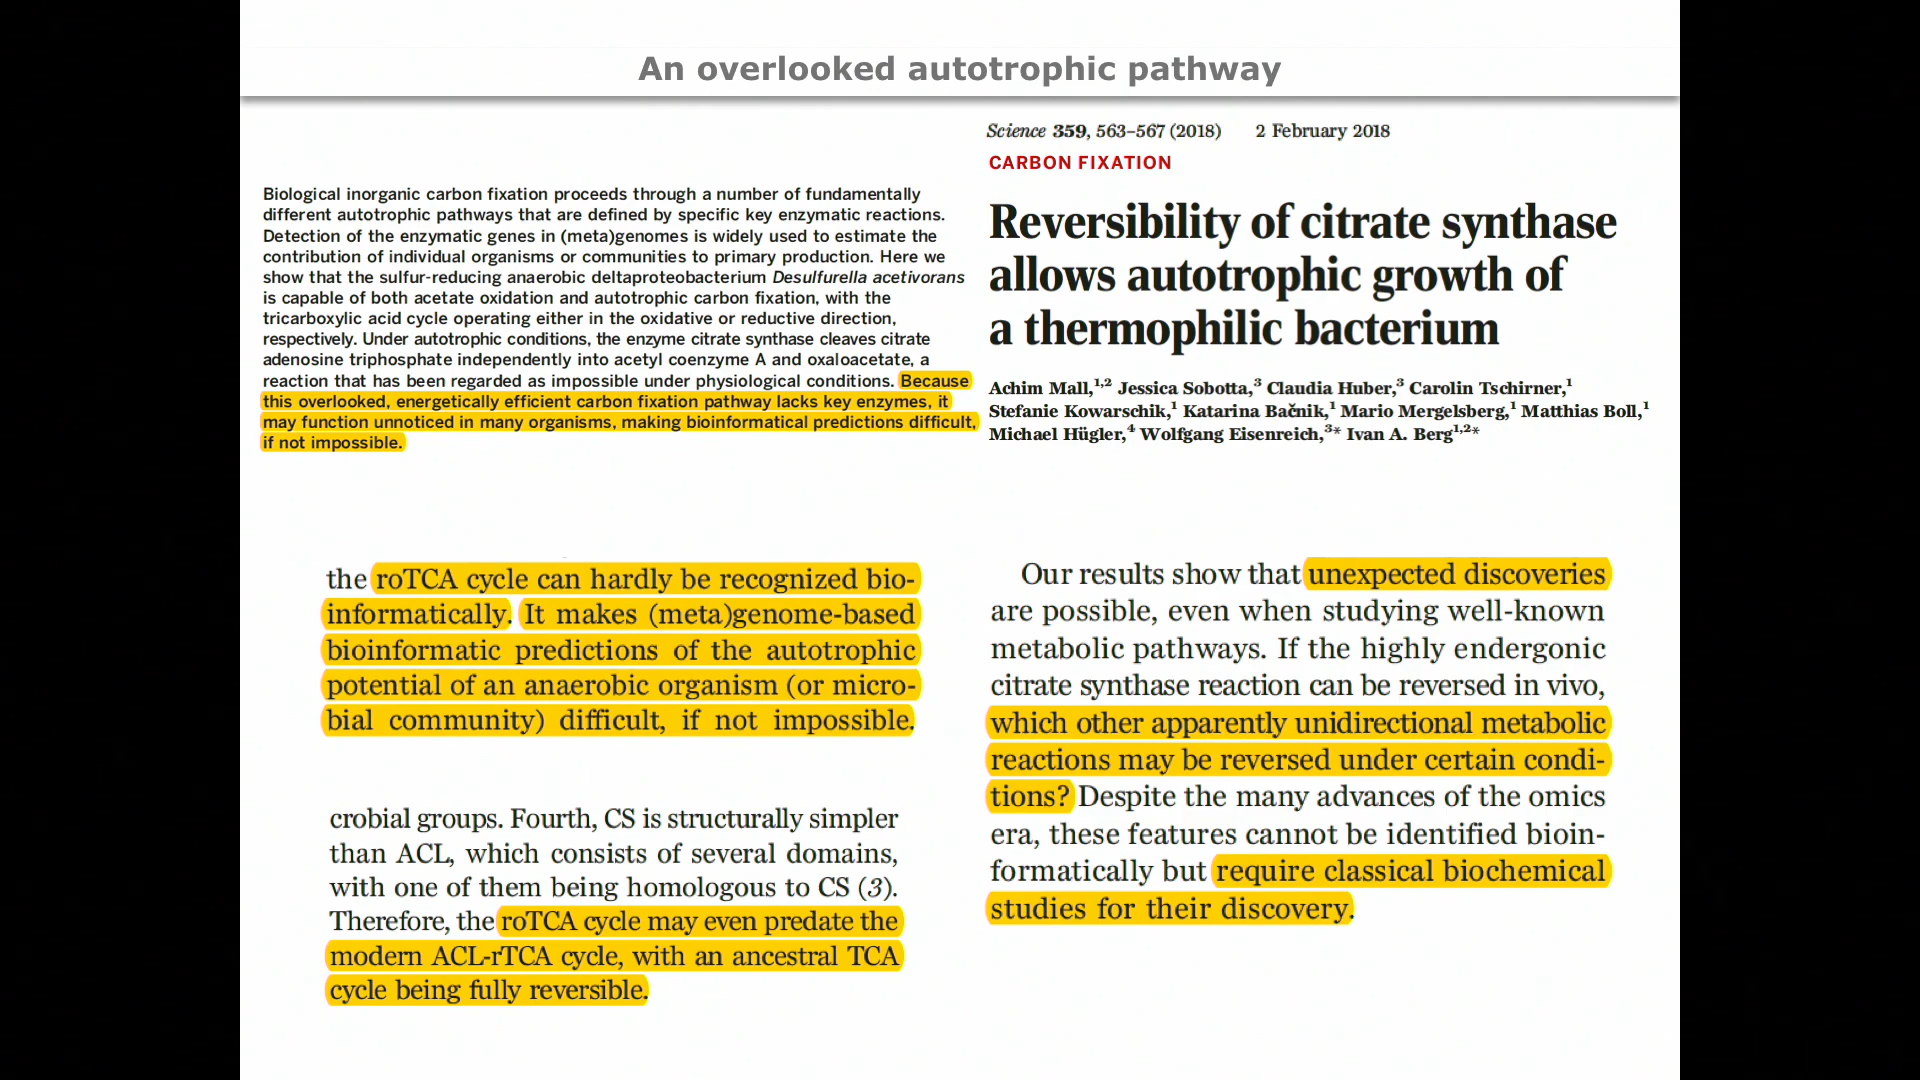 An overlooked autotrophic pathway
Science 359, 563–567 (2018) 2 February 2018
CARBON FIXATION
Reversibility of citrate synthase
allows autotrophic growth of
a thermophilic bacterium
Achim Mall,1,2 Jessica Sobotta,3 Claudia Huber,3 Carolin Tschirner,1
Stefanie Kowarschik,1 Katarina Bačnik,1 Mario Mergelsberg,1 Matthias Boll,1
Michael Hügler,4 Wolfgang Eisenreich,3* Ivan A. Berg1,2*
Biological inorganic carbon fixation proceeds through a number of fundamentally
different autotrophic pathways that are defined by specific key enzymatic reactions.
Detection of the enzymatic genes in (meta)genomes is widely used to estimate the
contribution of individual organisms or communities to primary production. Here we
show that the sulfur-reducing anaerobic deltaproteobacterium Desulfurella acetivorans
is capable of both acetate oxidation and autotrophic carbon fixation, with the
tricarboxylic acid cycle operating either in the oxidative or reductive direction,
respectively. Under autotrophic conditions, the enzyme citrate synthase cleaves citrate
adenosine triphosphate independently into acetyl coenzyme A and oxaloacetate, a
reaction that has been regarded as impossible under physiological conditions. Because
this overlooked, energetically efficient carbon fixation pathway lacks key enzymes, it
may function unnoticed in many organisms, making bioinformatical predictions difficult,
if not impossible.
the roTCA cycle can hardly be recognized bio-
informatically. It makes (meta)genome-based
bioinformatic predictions of the autotrophic
potential of an anaerobic organism (or micro-
bial community) difficult, if not impossible.
crobial groups. Fourth, CS is structurally simpler
than ACL, which consists of several domains,
with one of them being homologous to CS (3).
Therefore, the roTCA cycle may even predate the
modern ACL-rTCA cycle, with an ancestral TCA
cycle being fully reversible.
Our results show that unexpected discoveries
are possible, even when studying well-known
metabolic pathways. If the highly endergonic
citrate synthase reaction can be reversed in vivo,
which other apparently unidirectional metabolic
reactions may be reversed under certain condi-
tions? Despite the many advances of the omics
era, these features cannot be identified bioin-
formatically but require classical biochemical
studies for their discovery.